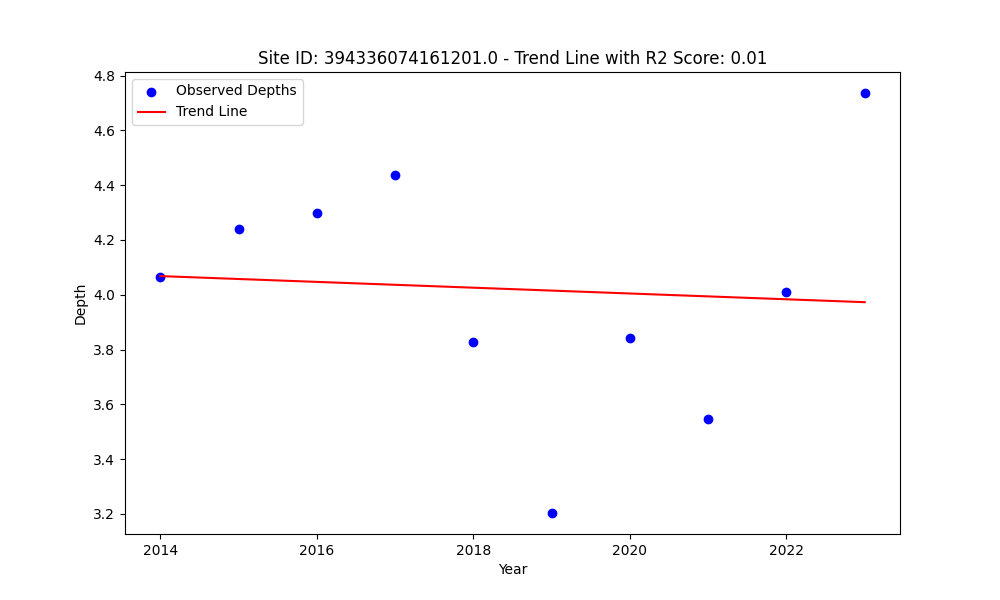 Site ID: 394336074161201.0 - Trend Line with R2 Score: 0.01
Observed Depths
Trend Line
Depth
4.8
4.6
4.4
4.2
4.0
3.8
3.6
3.4
3.2
2014
2016
2018
2020
2022
Year